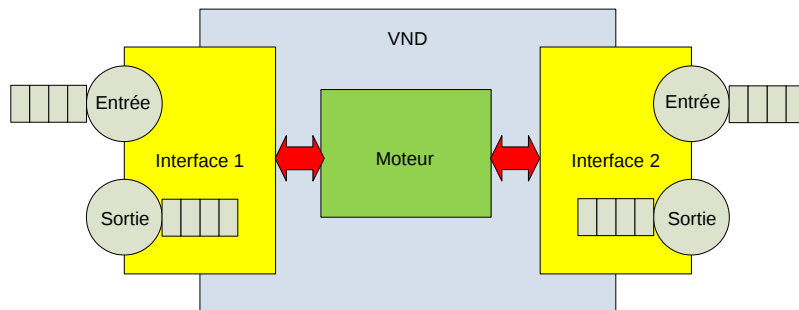 VND
Entrée
Entrée
Interface 1
Moteur
Interface 2
Sortie
Sortie